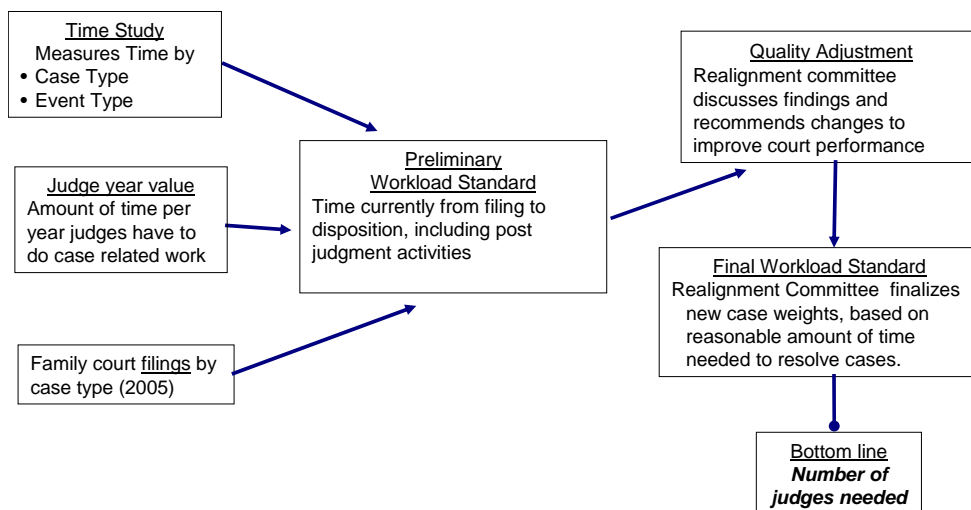 Time Study
Measures Time by
• Case Type
• Event Type
Judge year value
Amount of time per
year judges have to
do case related work
Family court filings by
case type (2005)
Preliminary
Workload Standard
Time currently from filing to
disposition, including post
judgment activities
Quality Adjustment
Realignment committee
discusses findings and
recommends changes to
improve court performance
Final Workload Standard
Realignment Committee finalizes
new case weights, based on
reasonable amount of time
needed to resolve cases.
Bottom line
Number of
judges needed